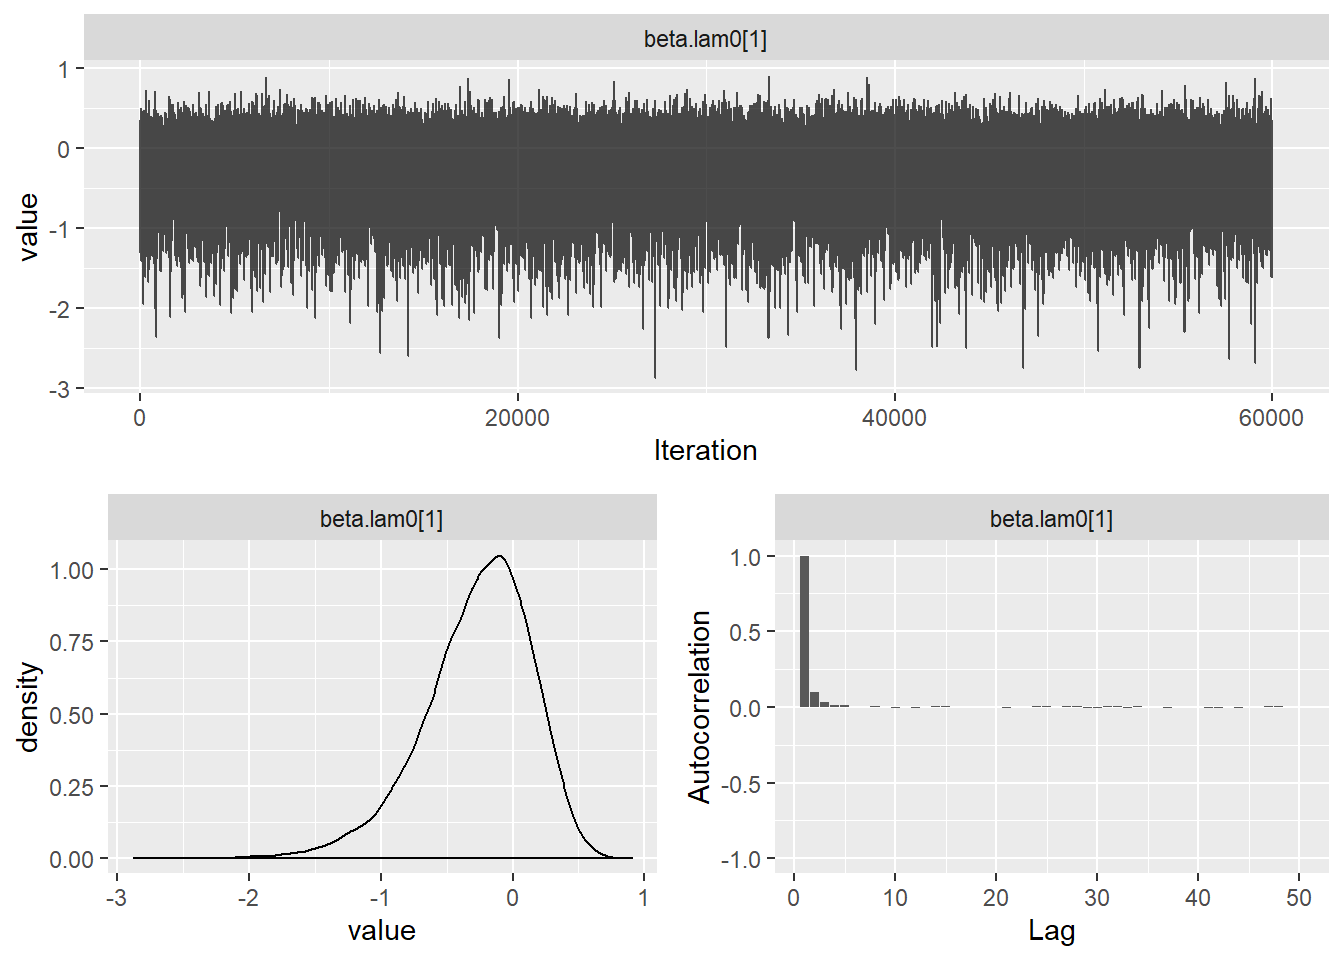 beta.lam0[1]
1
0
-1
-2
-3
value
0 20000 40000 60000
Iteration
beta.lam0[1]
1.00
0.75
0.50
0.25
0.00
density
-3 -2 -1 0 1
value
beta.lam0[1]
1.0
0.5
0.0
-0.5
-1.0
Autocorrelation
0 10 20 30 40 50
Lag